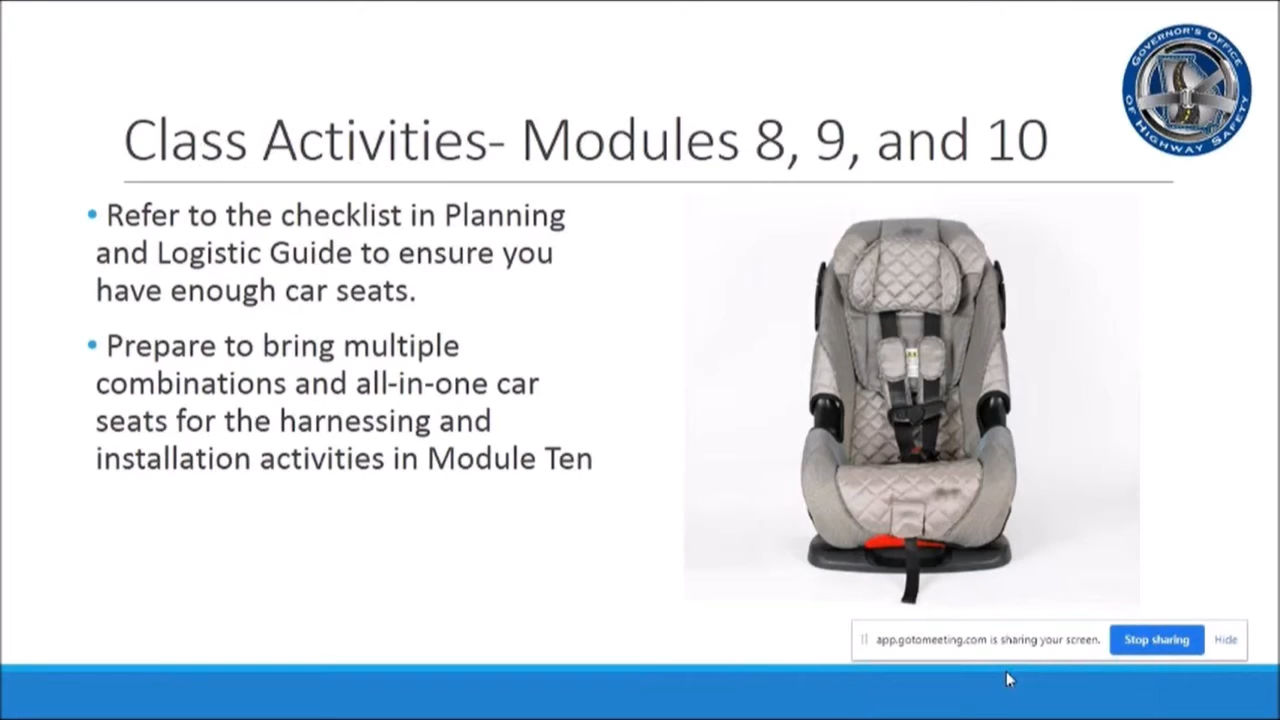 GOVERNOR'S OFFICE
OF HIGHWAY SAFETY
Class Activities- Modules 8, 9, and 10
• Refer to the checklist in Planning
and Logistic Guide to ensure you
have enough car seats.
• Prepare to bring multiple
combinations and all-in-one car
seats for the harnessing and
installation activities in Module Ten
app.gotomeeting.com is sharing your screen. Stop sharing Hide